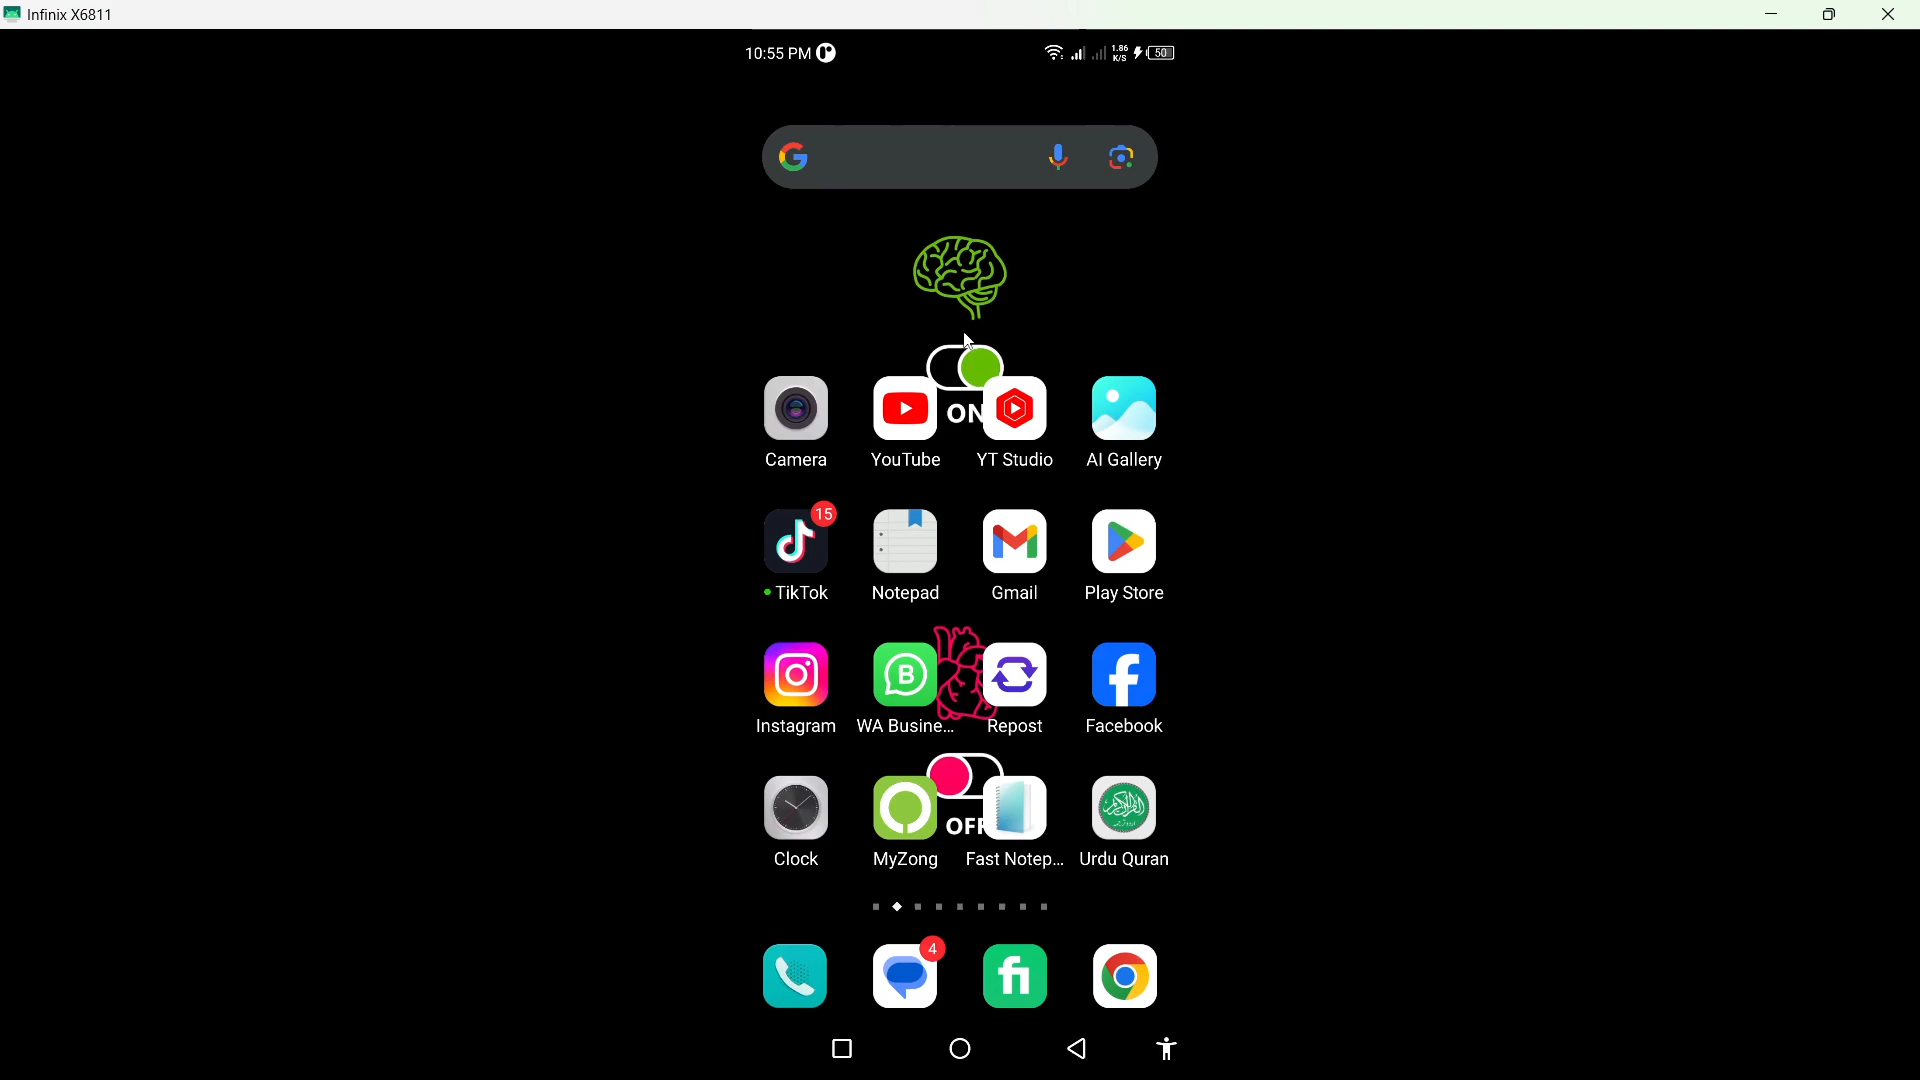 Infinix X6811
10:55 PM
1.86
K/S
50
ON
Camera
YouTube
YT Studio
AI Gallery
15
TikTok
Notepad
Gmail
Play Store
B
Instagram
WA Busine...
Repost
Facebook
OFF
Clock
MyZong
Fast Notep...
Urdu Quran
4
fi